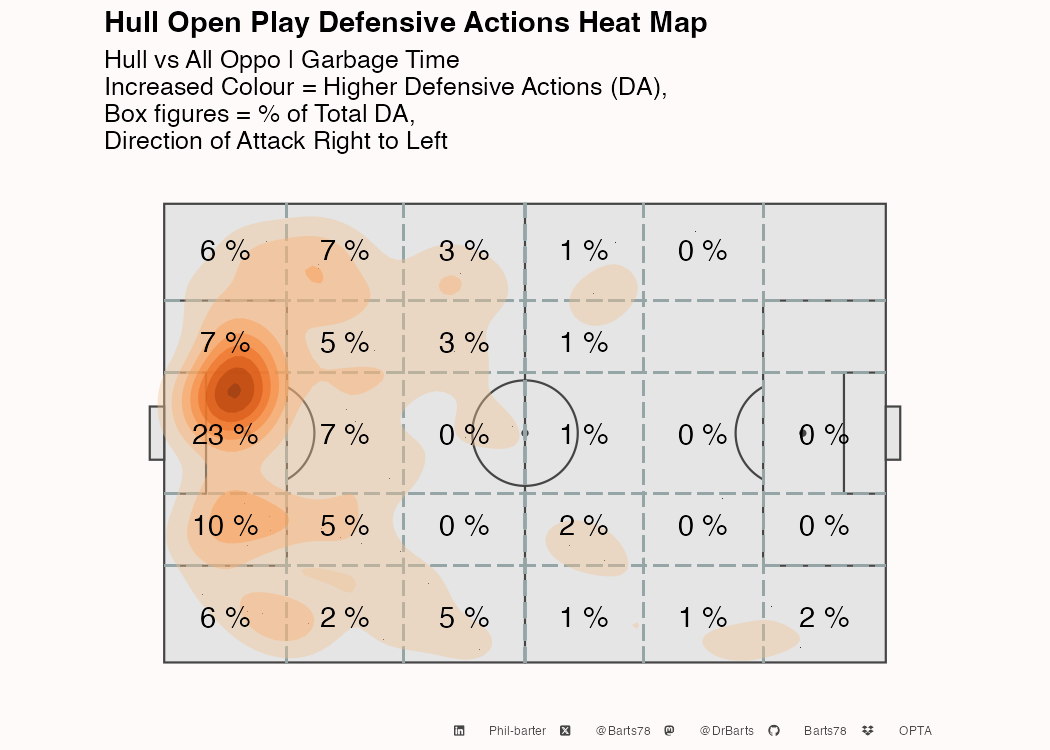 Hull Open Play Defensive Actions Heat Map
Hull vs All Oppo | Garbage Time
Increased Colour = Higher Defensive Actions (DA),
Box figures = % of Total DA,
Direction of Attack Right to Left
6 % 7 % 3 % 1 % 0 %
7 % 5 % 3 % 1 %
23 % 7 % 0 % 1 % 0 % 0 %
10 % 5 % 0 % 2 % 0 % 0 %
6 % 2 % 5 % 1 % 1 % 2 %
Phil-barter @Barts78 @DrBarts Barts78 OPTA